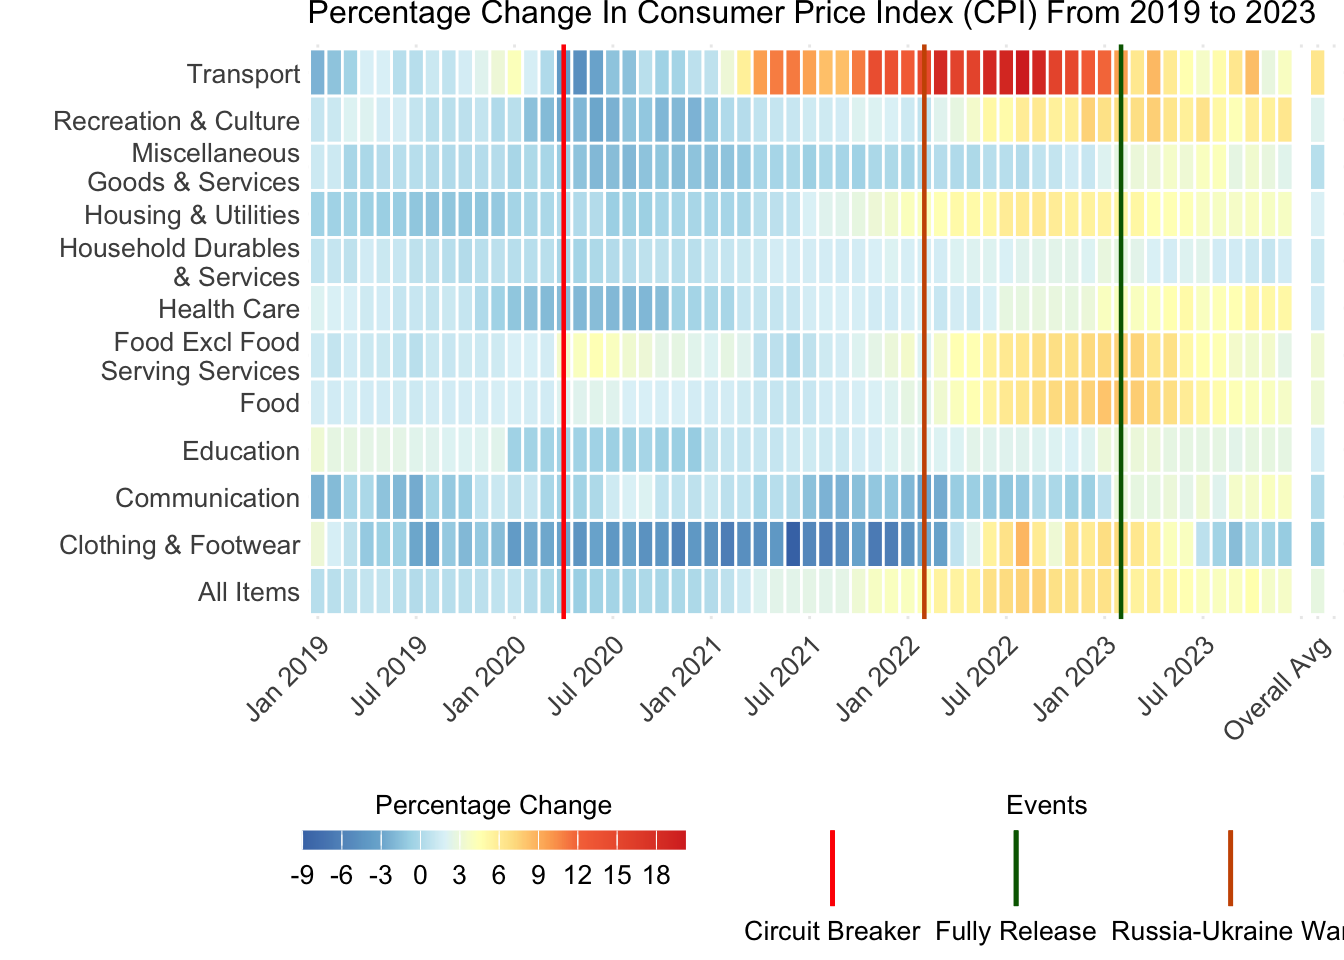 Percentage Change In Consumer Price Index (CPI) From 2019 to 2023
Transport
Recreation & Culture
Miscellaneous
Goods & Services
Housing & Utilities
Household Durables
& Services
Health Care
Food Excl Food
Serving Services
Food
Education
Communication
Clothing & Footwear
All Items
Jan 2019
Jul 2019
Jan 2020
Jul 2020
Jan 2021
Jul 2021
Jan 2022
Jul 2022
Jan 2023
Jul 2023
Overall Avg
Percentage Change
-9 -6 -3 0 3 6 9 12 15 18
Events
Circuit Breaker Fully Release Russia-Ukraine War